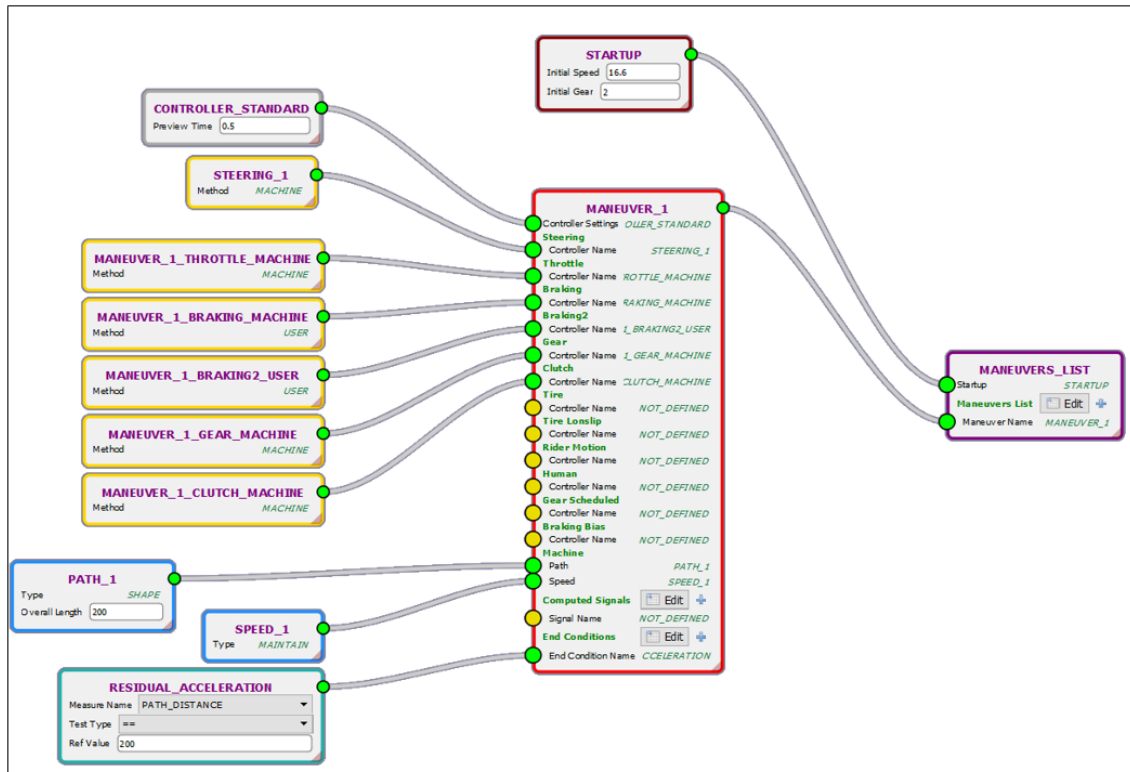 STARTUP
Initial Speed 16.6
Initial Gear 2
CONTROLLER_STANDARD
Preview Time 0.5
STEERING_1
Method MACHINE
MANEUVER_1_THROTTLE_MACHINE
Method MACHINE
MANEUVER_1_BRAKING_MACHINE
Method USER
MANEUVER_1_BRAKING2_USER
Method USER
MANEUVER_1_GEAR_MACHINE
Method MACHINE
MANEUVER_1_CLUTCH_MACHINE
Method MACHINE
PATH_1
Type SHAPE
Overall Length 200
SPEED_1
Type MAINTAIN
RESIDUAL_ACCELERATION
Measure Name PATH_DISTANCE
Test Type ==
Ref Value 200
MANEUVER_1
Controller Settings OLLER_STANDARD
Steering
Controller Name STEERING_1
Throttle
Controller Name ROTTLE_MACHINE
Braking
Controller Name RAKING_MACHINE
Braking2
Controller Name 1_BRAKING2_USER
Gear
Controller Name 1_GEAR_MACHINE
Clutch
Controller Name CLUTCH_MACHINE
Tire
Controller Name NOT_DEFINED
Tire Lonslip
Controller Name NOT_DEFINED
Rider Motion
Controller Name NOT_DEFINED
Human
Controller Name NOT_DEFINED
Gear Scheduled
Controller Name NOT_DEFINED
Braking Bias
Controller Name NOT_DEFINED
Machine
Path PATH_1
Speed SPEED_1
Computed Signals Edit
Signal Name NOT_DEFINED
End Conditions Edit
End Condition Name CCELERATION
MANEUVERS_LIST
Startup STARTUP
Maneuvers List Edit
Maneuver Name MANEUVER_1